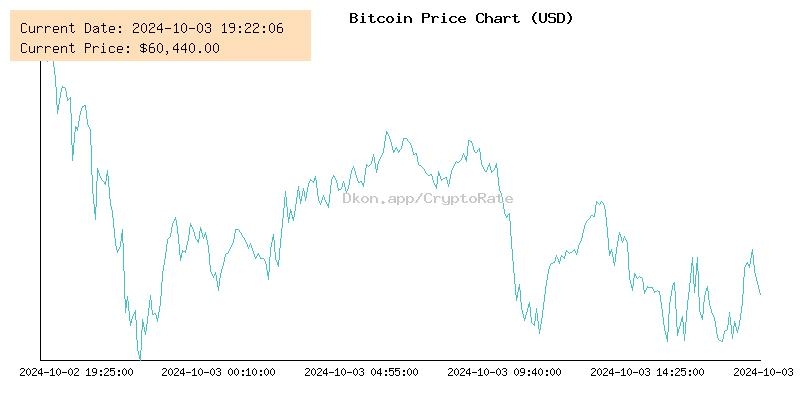 Bitcoin Price Chart (USD)
Current Date: 2024-10-03 19:22:06
Current Price: $60,440.00
Dkon.app/CryptoRate
2024-10-02 19:25:00 2024-10-03 00:10:00 2024-10-03 04:55:00 2024-10-03 09:40:00 2024-10-03 14:25:00 2024-10-03